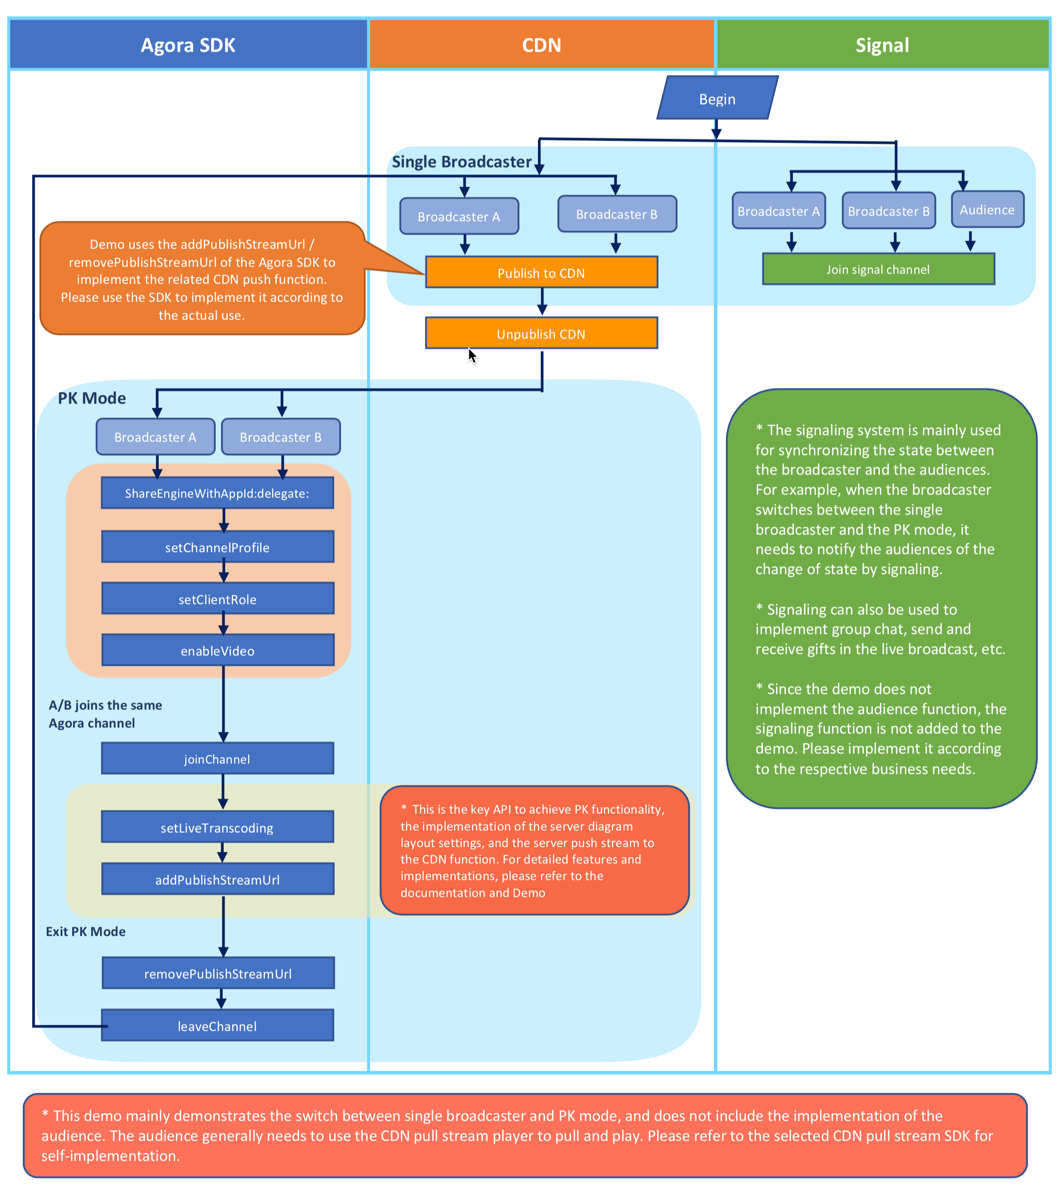 Agora SDK
CDN
Signal
Begin
Single Broadcaster
Broadcaster A
Broadcaster B
Broadcaster A
Broadcaster B
Audience
Demo uses the addPublishStreamUrl /
removePublishStreamUrl of the Agora SDK to
implement the related CDN push function.
Please use the SDK to implement it according to
the actual use.
Publish to CDN
Join signal channel
Unpublish CDN
PK Mode
Broadcaster A
Broadcaster B
ShareEngineWithAppId:delegate:
setChannelProfile
setClientRole
enableVideo
A/B joins the same
Agora channel
joinChannel
setLiveTranscoding
addPublishStreamUrl
* This is the key API to achieve PK functionality,
the implementation of the server diagram
layout settings, and the server push stream to
the CDN function. For detailed features and
implementations, please refer to the
documentation and Demo
Exit PK Mode
removePublishStreamUrl
leaveChannel
* The signaling system is mainly used
for synchronizing the state between
the broadcaster and the audiences.
For example, when the broadcaster
switches between the single
broadcaster and the PK mode, it
needs to notify the audiences of the
change of state by signaling.
* Signaling can also be used to
implement group chat, send and
receive gifts in the live broadcast, etc.
* Since the demo does not
implement the audience function, the
signaling function is not added to the
demo. Please implement it according
to the respective business needs.
* This demo mainly demonstrates the switch between single broadcaster and PK mode, and does not include the implementation of the
audience. The audience generally needs to use the CDN pull stream player to pull and play. Please refer to the selected CDN pull stream SDK for
self-implementation.